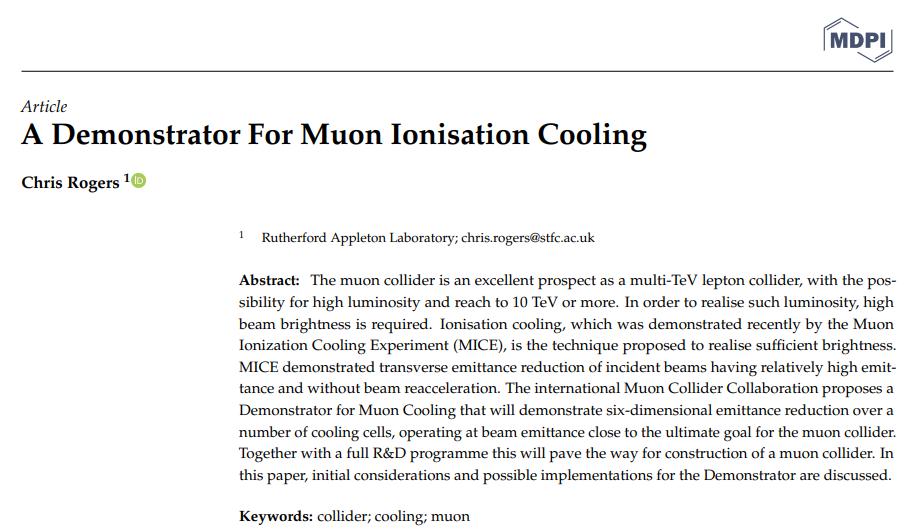 MDPI
Article
A Demonstrator For Muon Ionisation Cooling
Chris Rogers 1 iD
1 Rutherford Appleton Laboratory; chris.rogers@stfc.ac.uk
Abstract: The muon collider is an excellent prospect as a multi-TeV lepton collider, with the pos-
sibility for high luminosity and reach to 10 TeV or more. In order to realise such luminosity, high
beam brightness is required. Ionisation cooling, which was demonstrated recently by the Muon
Ionization Cooling Experiment (MICE), is the technique proposed to realise sufficient brightness.
MICE demonstrated transverse emittance reduction of incident beams having relatively high emit-
tance and without beam reacceleration. The international Muon Collider Collaboration proposes a
Demonstrator for Muon Cooling that will demonstrate six-dimensional emittance reduction over a
number of cooling cells, operating at beam emittance close to the ultimate goal for the muon collider.
Together with a full R&D programme this will pave the way for construction of a muon collider. In
this paper, initial considerations and possible implementations for the Demonstrator are discussed.
Keywords: collider; cooling; muon